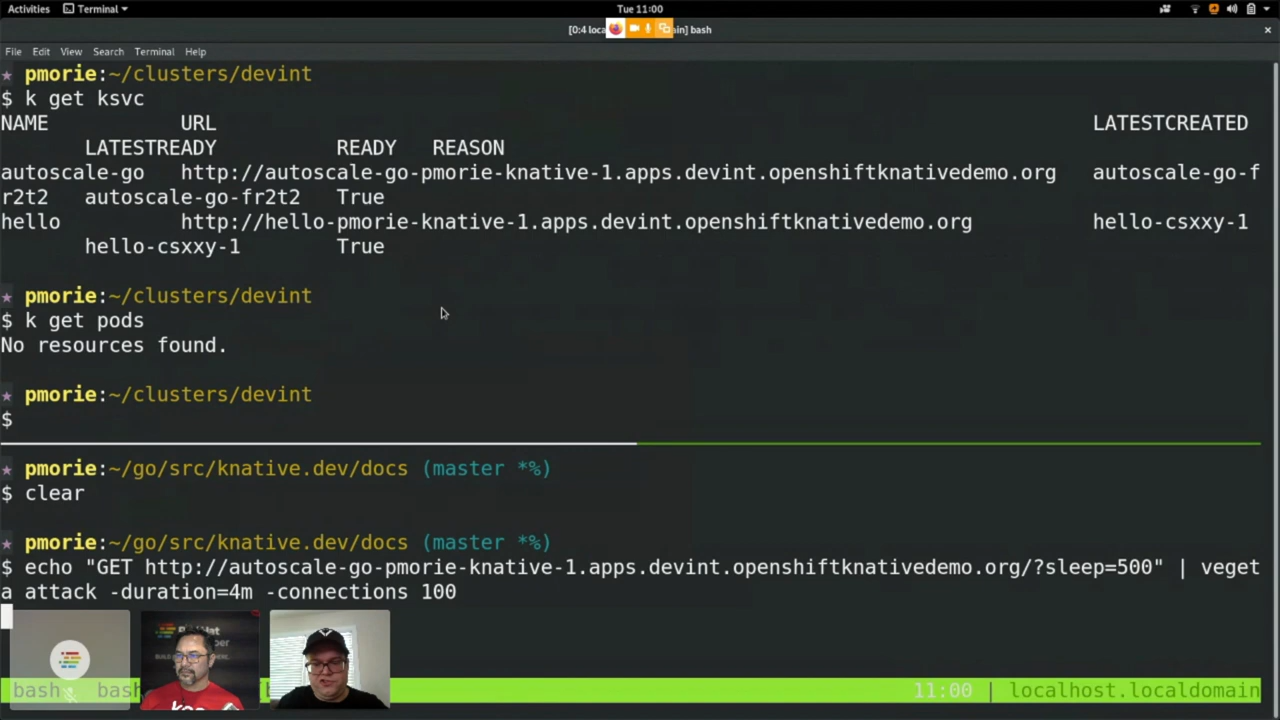 Activities Terminal Tue 11:00
[0:4 loca ain] bash ×
File Edit View Search Terminal Help
★ pmorie:~/clusters/devint
$ k get ksvc
NAME URL LATESTCREATED
LATESTREADY READY REASON
autoscale-go http://autoscale-go-pmorie-knative-1.apps.devint.openshiftknativedemo.org autoscale-go-f
r2t2 autoscale-go-fr2t2 True
hello http://hello-pmorie-knative-1.apps.devint.openshiftknativedemo.org hello-csxxy-1
hello-csxxy-1 True
★ pmorie:~/clusters/devint
$ k get pods
No resources found.
★ pmorie:~/clusters/devint
$
★ pmorie:~/go/src/knative.dev/docs (master *%)
$ clear
★ pmorie:~/go/src/knative.dev/docs (master *%)
$ echo "GET http://autoscale-go-pmorie-knative-1.apps.devint.openshiftknativedemo.org/?sleep=500" | veget
a attack -duration=4m -connections 100
bash bash 11:00 | localhost.localdomain